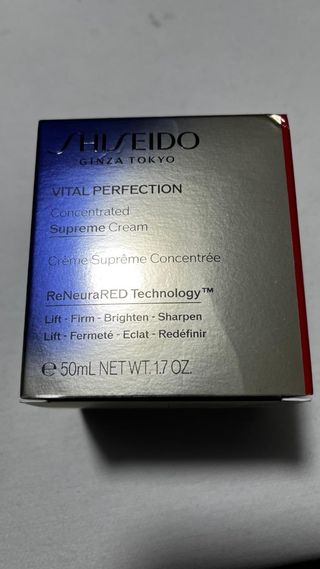 SHISEIDO
GINZA TOKYO
VITAL PERFECTION
Concentrated
Supreme Cream
Crème Suprême Concentrée
ReNeuraRED Technology™
Lift - Firm - Brighten - Sharpen
Lift - Fermeté - Eclat - Redéfinir
℮ 50mL NET WT. 1.7 OZ.